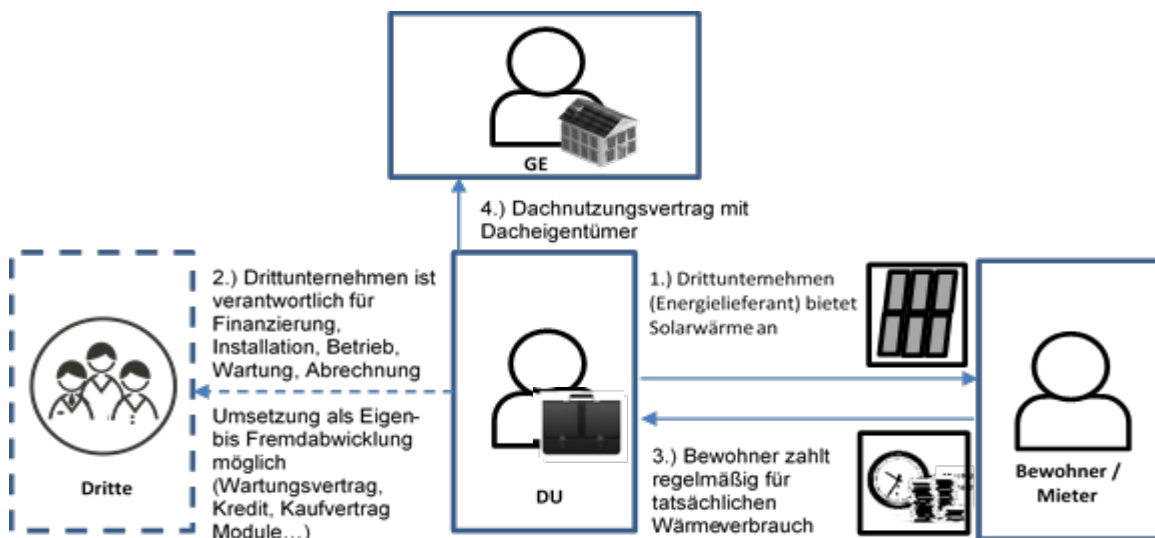 GE
4.) Dachnutzungsvertrag mit
Dacheigentümer
2.) Drittunternehmen ist
verantwortlich für
Finanzierung,
Installation, Betrieb,
Wartung, Abrechnung
Umsetzung als Eigen-
bis Fremdabwicklung
möglich
(Wartungsvertrag,
Kredit, Kaufvertrag
Module...)
Dritte
DU
1.) Drittunternehmen
(Energielieferant) bietet
Solarwärme an
3.) Bewohner zahlt
regelmäßig für
tatsächlichen
Wärmeverbrauch
Bewohner /
Mieter